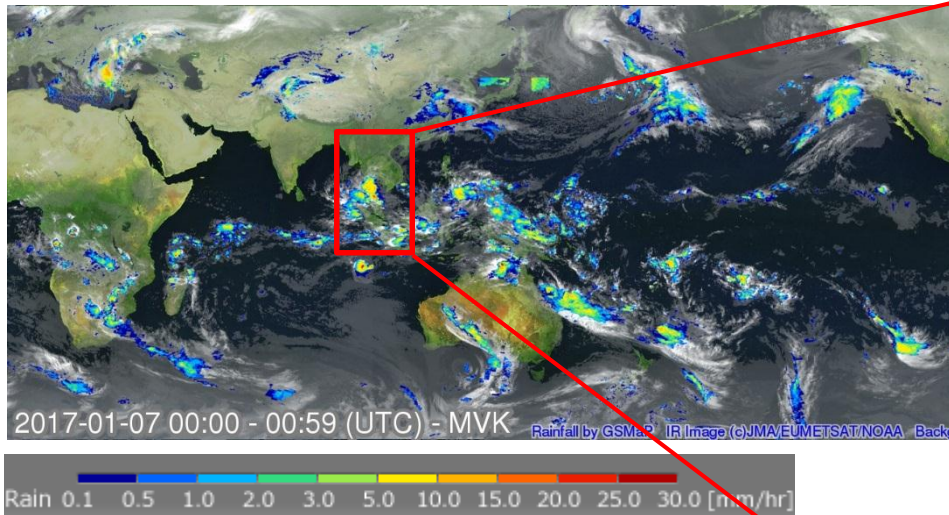 2017-01-07 00:00 - 00:59 (UTC) - MVK
Rainfall by GSMaP IR Image (c)JMA/EUMETSAT/NOAA Back
Rain 0.1 0.5 1.0 2.0 3.0 5.0 10.0 15.0 20.0 25.0 30.0 [mm/hr]